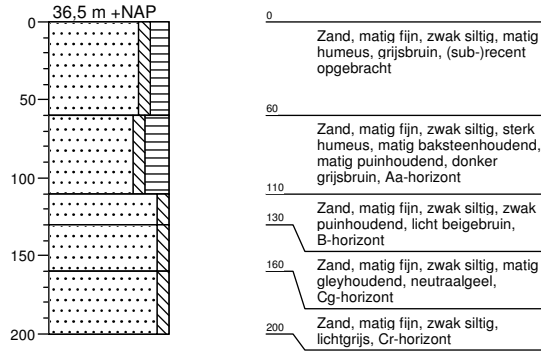 36,5 m +NAP
0
50
100
150
200
0
Zand, matig fijn, zwak siltig, matig
humeus, grijsbruin, (sub-)recent
opgebracht
60
Zand, matig fijn, zwak siltig, sterk
humeus, matig baksteenhoudend,
matig puinhoudend, donker
grijsbruin, Aa-horizont
110
Zand, matig fijn, zwak siltig, zwak
puinhoudend, licht beigebruin,
B-horizont
130
Zand, matig fijn, zwak siltig, matig
gleyhoudend, neutraalgeel,
Cg-horizont
160
Zand, matig fijn, zwak siltig,
lichtgrijs, Cr-horizont
200